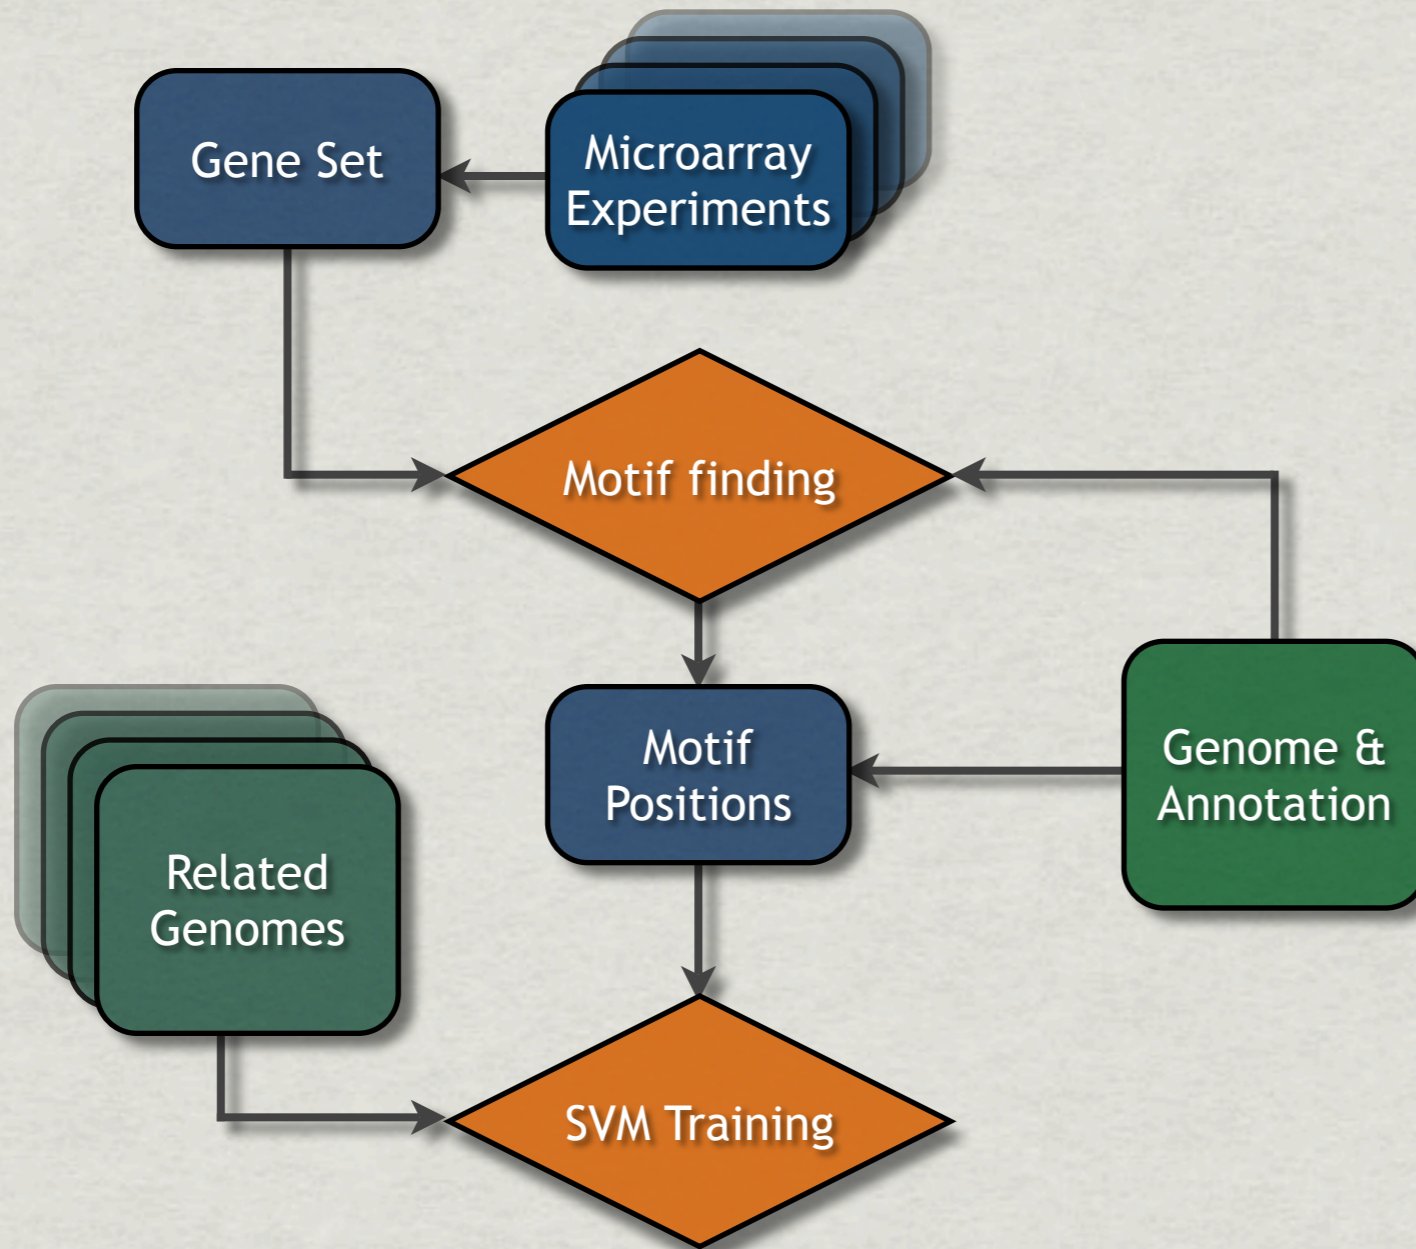 Gene Set
Microarray
Experiments
Motif finding
Motif
Positions
Genome &
Annotation
Related
Genomes
SVM Training